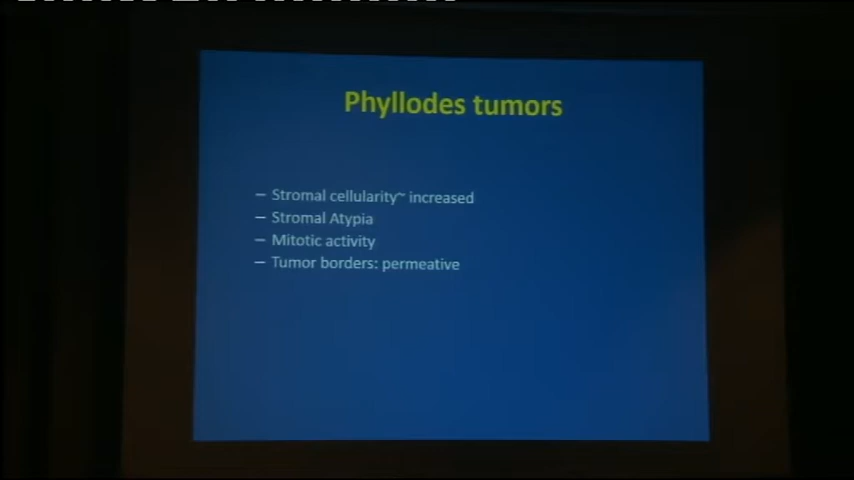 Phyllodes tumors
– Stromal cellularity~ increased
– Stromal Atypia
– Mitotic activity
– Tumor borders: permeative